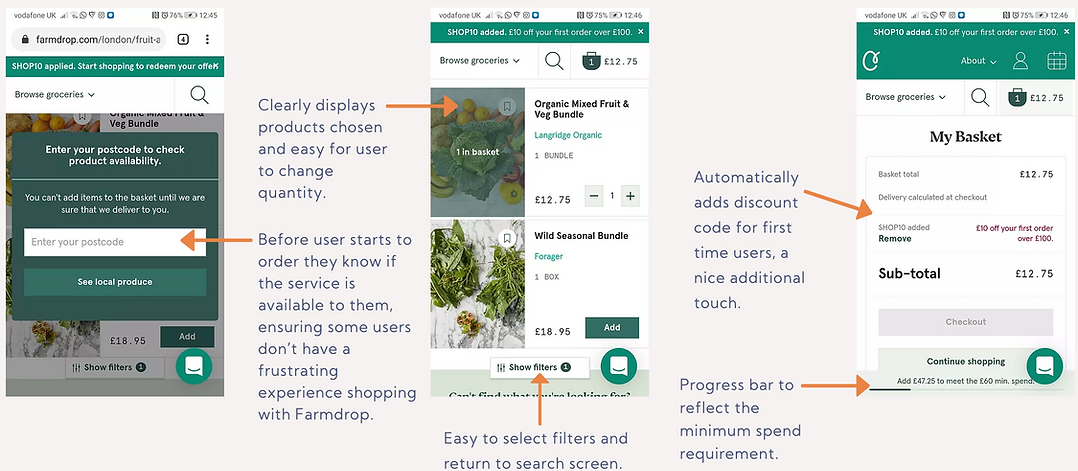 vodafone UK 76% 12:45
farmdrop.com/london/fruit-a
4
SHOP10 applied. Start shopping to redeem your offer
×
Browse groceries
Organic Mixed Fruit &
Veg Bundle
Enter your postcode to check
product availability.
You can't add items to the basket until we are
sure that we deliver to you.
Enter your postcode
See local produce
£18.95
Add
Show filters 1
Clearly displays
products chosen
and easy for user
to change
quantity.
Before user starts to
order they know if
the service is
available to them,
ensuring some users
don't have a
frustrating
experience shopping
with Farmdrop.
vodafone UK 75% 12:46
SHOP10 added. £10 off your first order over £100. ×
Browse groceries
1 £12.75
Organic Mixed Fruit &
Veg Bundle
Langridge Organic
1 in basket
1 BUNDLE
£12.75
− 1 +
Wild Seasonal Bundle
Forager
1 BOX
£18.95
Add
Show filters 1
Can't find what you're looking for?
Easy to select filters and
return to search screen.
Automatically
adds discount
code for first
time users, a
nice additional
touch.
Progress bar to
reflect the
minimum spend
requirement.
vodafone UK 75% 12:46
SHOP10 added. £10 off your first order over £100. ×
About
Browse groceries
1 £12.75
My Basket
Basket total £12.75
Delivery calculated at checkout
SHOP10 added £10 off your first order
Remove over £100.
Sub-total £12.75
Checkout
Continue shopping
Add £47.25 to meet the £60 min. spend.